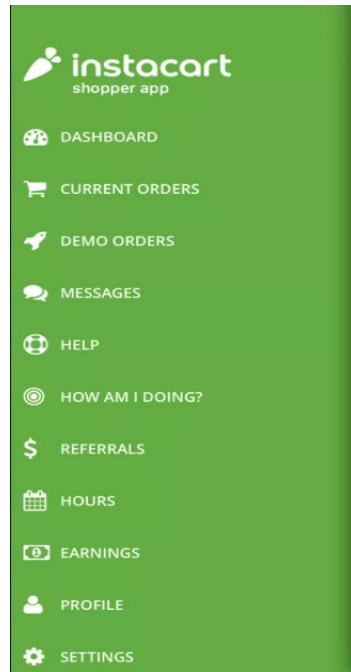 instacart
shopper app
DASHBOARD
CURRENT ORDERS
DEMO ORDERS
MESSAGES
HELP
HOW AM I DOING?
REFERRALS
HOURS
EARNINGS
PROFILE
SETTINGS